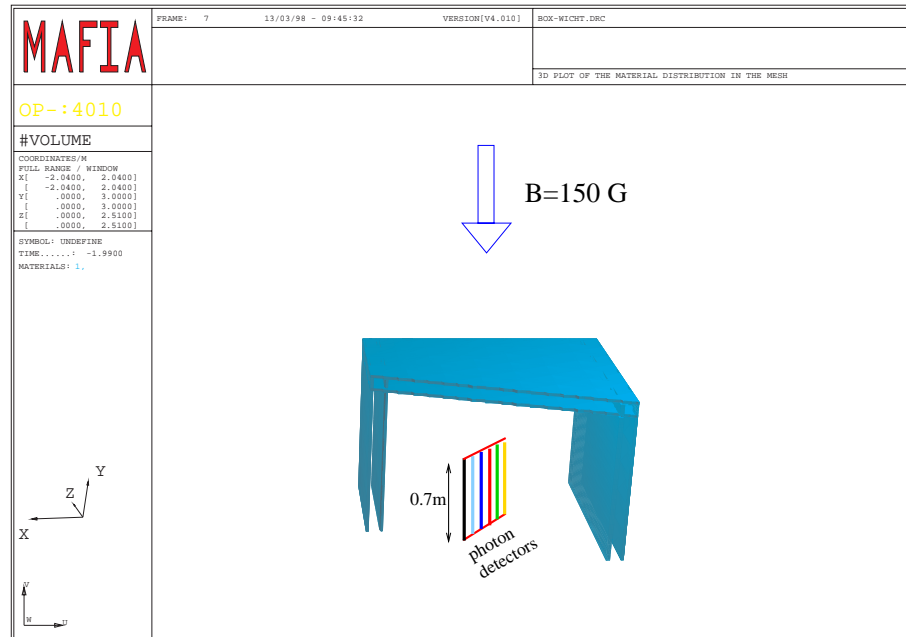 MAFIA
FRAME: 7 13/03/98 - 09:45:32 VERSION[V4.010] BOX-WICHT.DRC
3D PLOT OF THE MATERIAL DISTRIBUTION IN THE MESH
OP-:4010
#VOLUME
COORDINATES/M
FULL RANGE / WINDOW
X[ -2.0400, 2.0400]
[ -2.0400, 2.0400]
Y[ .0000, 3.0000]
[ .0000, 3.0000]
Z[ .0000, 2.5100]
[ .0000, 2.5100]
SYMBOL: UNDEFINE
TIME......: -1.9900
MATERIALS: 1.
B=150 G
0.7m
photon
detectors
Y
Z
X
V
W
U